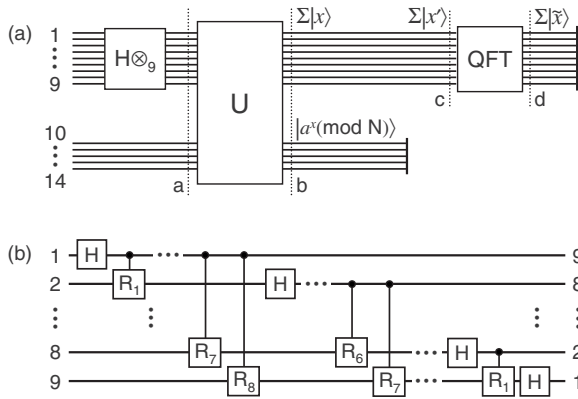 (a)
Σ|x⟩ Σ|x′⟩ Σ|x̃⟩
1
⋮
9
H⊗₉
U
QFT
c d
10
⋮
14
|aˣ(mod N)⟩
a b
(b)
1 H ··· 9
2 R₁ H ··· 8
⋮ ⋮ ⋮ ⋮
8 R₇ R₆ ··· H 2
9 R₈ R₇ ··· R₁ H 1